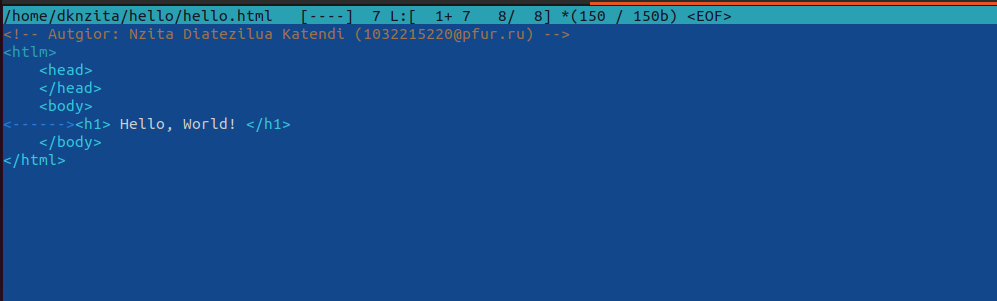 /home/dknzita/hello/hello.html   [----]  7 L:[  1+ 7   8/  8] *(150 / 150b) <EOF>
<!-- Autgior: Nzita Diatezilua Katendi (1032215220@pfur.ru) -->
<htlm>
    <head>
    </head>
    <body>
<------><h1> Hello, World! </h1>
    </body>
</html>